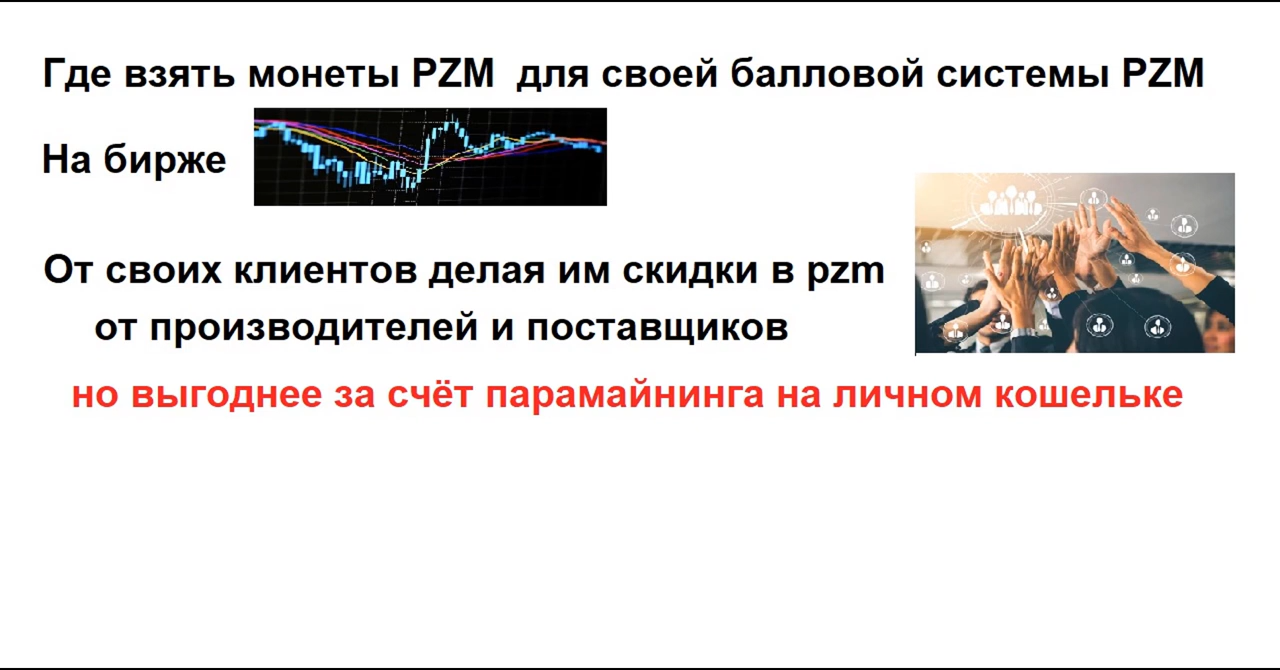 Где взять монеты PZM для своей балловой системы PZM
На бирже
От своих клиентов делая им скидки в pzm
от производителей и поставщиков
но выгоднее за счёт парамайнинга на личном кошельке